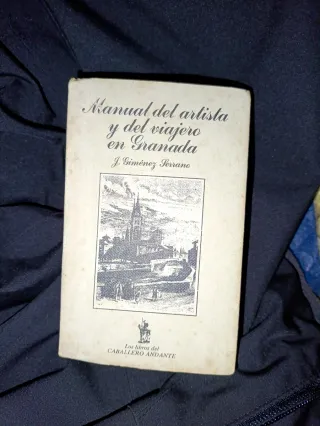 Manual del artista
y del viajero
en Granada
J. Giménez Serrano
Los libros del
CABALLERO ANDANTE